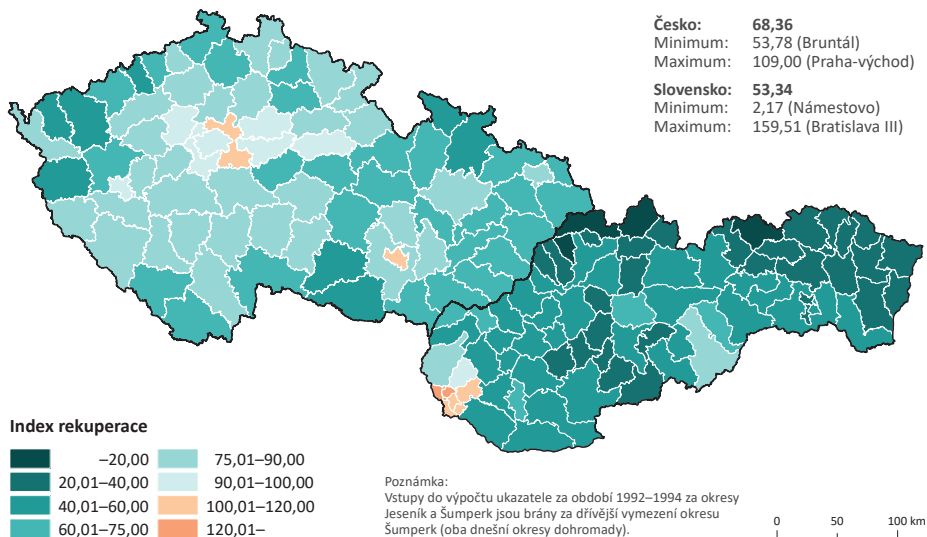 Česko: 68,36
Minimum: 53,78 (Bruntál)
Maximum: 109,00 (Praha-východ)
Slovensko: 53,34
Minimum: 2,17 (Námestovo)
Maximum: 159,51 (Bratislava III)
Index rekuperace
–20,00
20,01–40,00
40,01–60,00
60,01–75,00
75,01–90,00
90,01–100,00
100,01–120,00
120,01–
Poznámka:
Vstupy do výpočtu ukazatele za období 1992–1994 za okresy
Jeseník a Šumperk jsou brány za dřívější vymezení okresu
Šumperk (oba dnešní okresy dohromady).
0 50 100 km